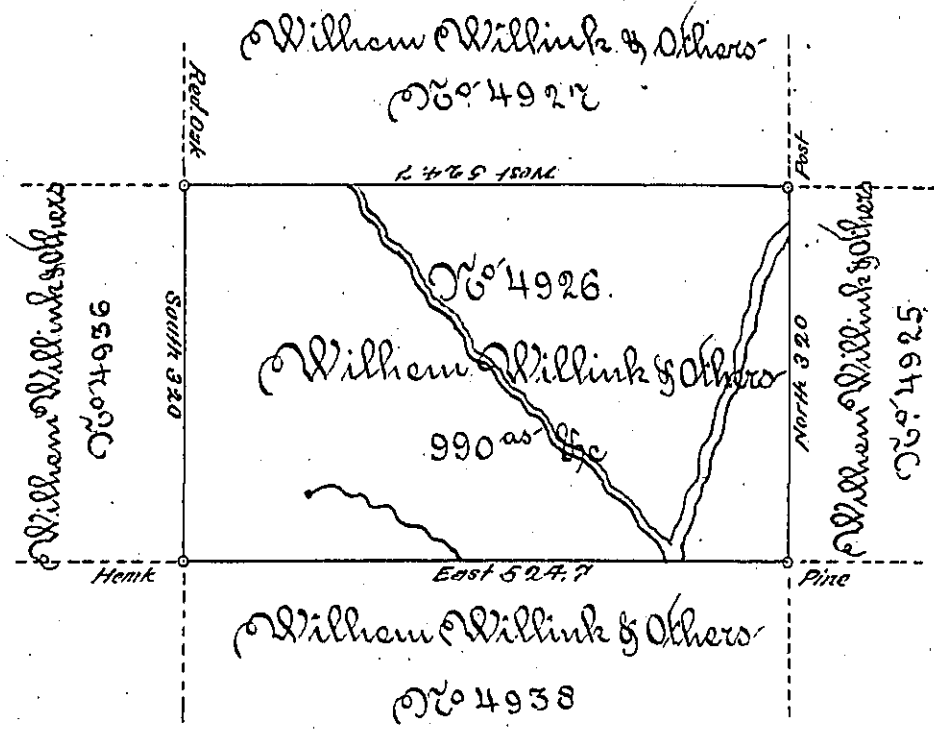 Wilhem Willink & Others
No. 4927
Red Oak
Post
West 524.7
Wilhem Willink & Others
No. 4936
South 320
No. 4926.
Wilhem Willink & Others
990 as &c
North 320
Wilhem Willink & Others
No. 4925
Hemk
East 524.7
Pine
Wilhem Willink & Others
No 4938